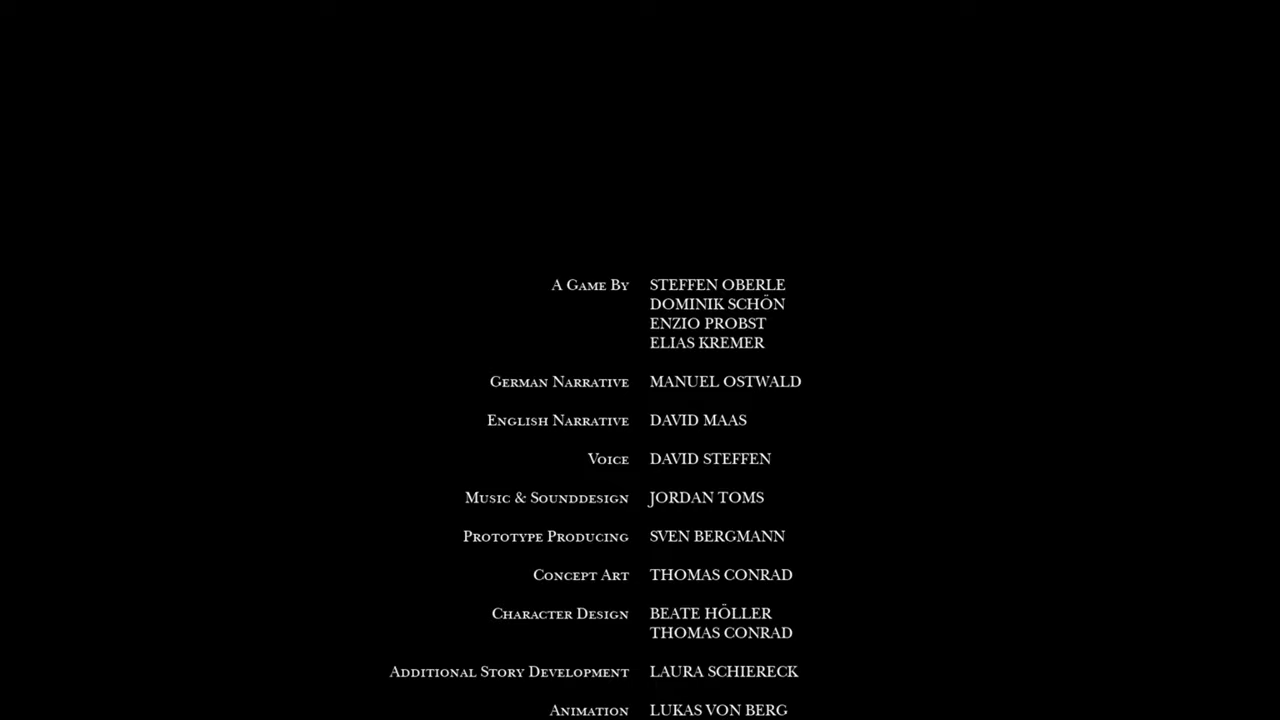 A Game By STEFFEN OBERLE
DOMINIK SCHÖN
ENZIO PROBST
ELIAS KREMER
German Narrative MANUEL OSTWALD
English Narrative DAVID MAAS
Voice DAVID STEFFEN
Music & Sounddesign JORDAN TOMS
Prototype Producing SVEN BERGMANN
Concept Art THOMAS CONRAD
Character Design BEATE HÖLLER
THOMAS CONRAD
Additional Story Development LAURA SCHIERECK
Animation LUKAS VON BERG